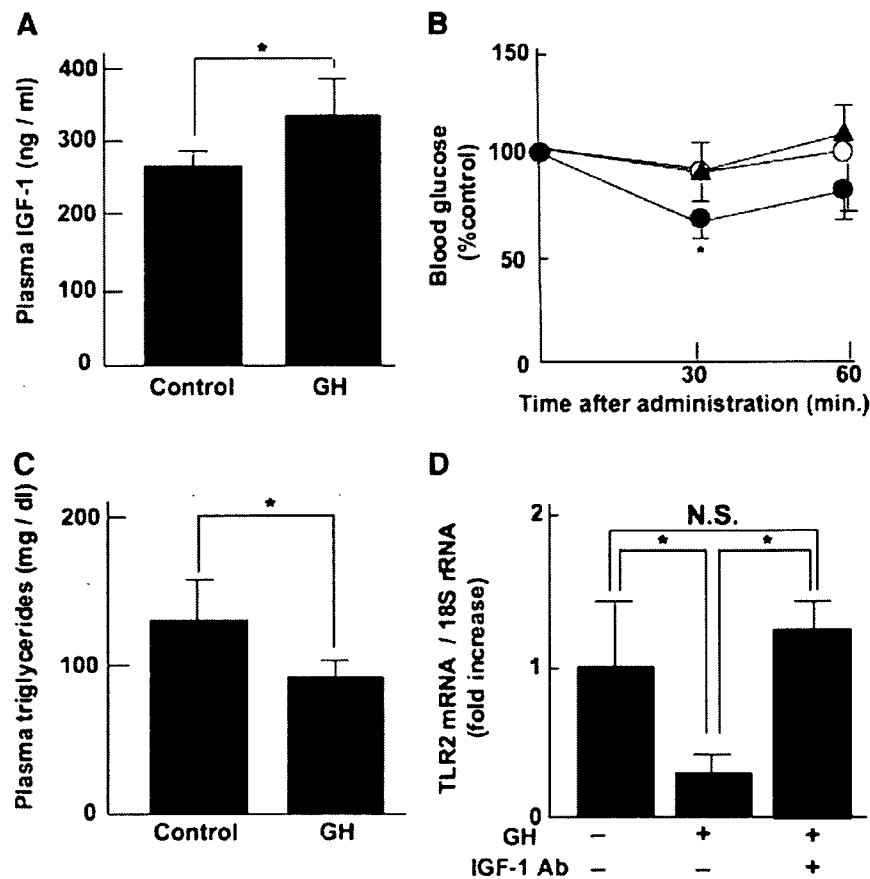 A
Plasma IGF-1 (ng / ml)
400
300
200
100
0
*
Control
GH
B
Blood glucose
(%control)
150
100
50
0
*
30
60
Time after administration (min.)
C
Plasma triglycerides (mg / dl)
200
100
0
*
Control
GH
D
TLR2 mRNA / 18S rRNA
(fold increase)
2
1
0
N.S.
*
*
GH − + +
IGF-1 Ab − − +